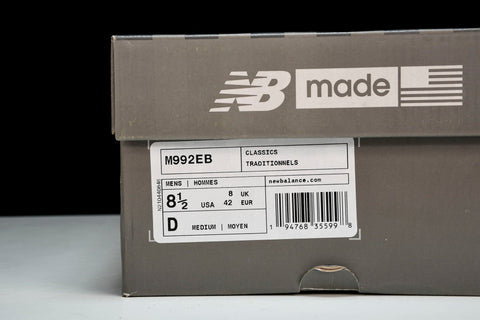 NB made
M992EB
CLASSICS
TRADITIONNELS
MENS | HOMMES
8½ USA 8 UK 42 EUR
D MEDIUM | MOYEN
newbalance.com
1 94768 35599 8